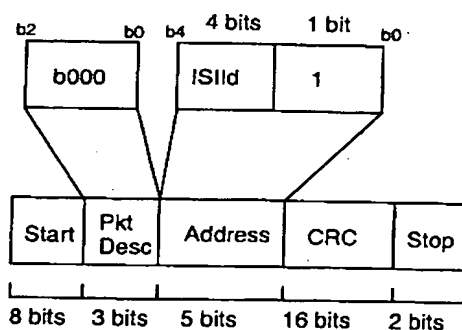 4 bits 1 bit
b2 b0 b4 b0
b000 ISIId 1
Start Pkt Desc Address CRC Stop
8 bits 3 bits 5 bits 16 bits 2 bits